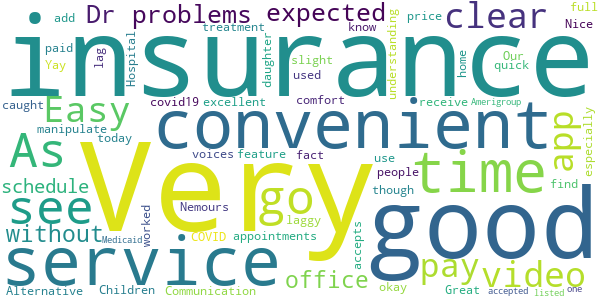 Dr problems expected clear
add
treatment
know
price
full
Nice
paid
Yay
lag
Hospital
daughter
slight
used
understanding
home
Our
quick
insurance
caught
Easy
covid19
excellent
comfort
receive
Amerigroup
especially
manipulate
today
convenient
app
As
voices
feature
fact
use
time
find
schedule
Very
people
though
see
go
good
Nemours
laggy
without
Medicaid
worked
COVID
appointments
accepts
service
office
pay
video
okay
Alternative
Children
Communication
Great
accepted
listed
one